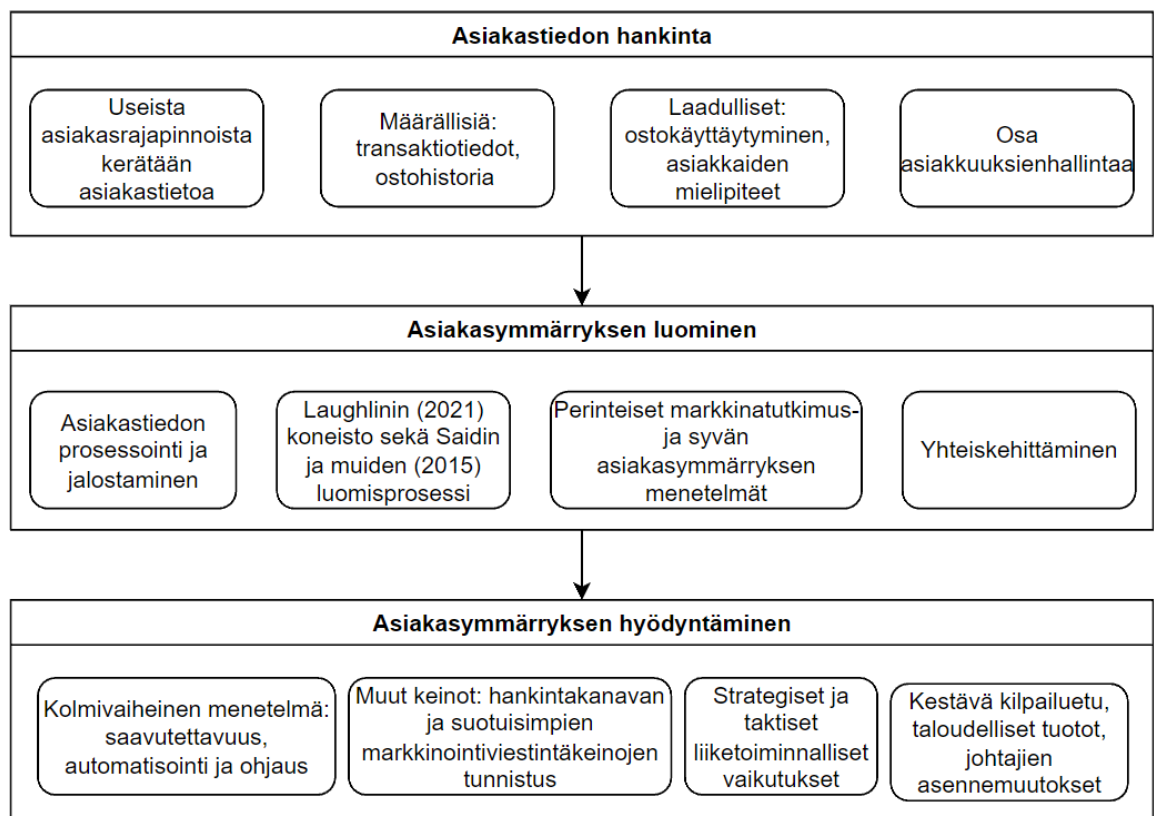 Asiakastiedon hankinta
Useista
asiakasrajapinnoista
kerätään
asiakastietoa
Määrällisiä:
transaktiotiedot,
ostohistoria
Laadulliset:
ostokäyttäytyminen,
asiakkaiden
mielipiteet
Osa
asiakkuuksienhallintaa
Asiakasymmärryksen luominen
Asiakastiedon
prosessointi ja
jalostaminen
Laughlinin (2021)
koneisto sekä Saidin
ja muiden (2015)
luomisprosessi
Perinteiset markkinatutkimus-
ja syvän
asiakasymmärryksen
menetelmät
Yhteiskehittäminen
Asiakasymmärryksen hyödyntäminen
Kolmivaiheinen menetelmä:
saavutettavuus,
automatisointi ja ohjaus
Muut keinot: hankintakanavan
ja suotuisimpien
markkinointiviestintäkeinojen
tunnistus
Strategiset ja
taktiset
liiketoiminnalliset
vaikutukset
Kestävä kilpailuetu,
taloudelliset tuotot,
johtajien
asennemuutokset